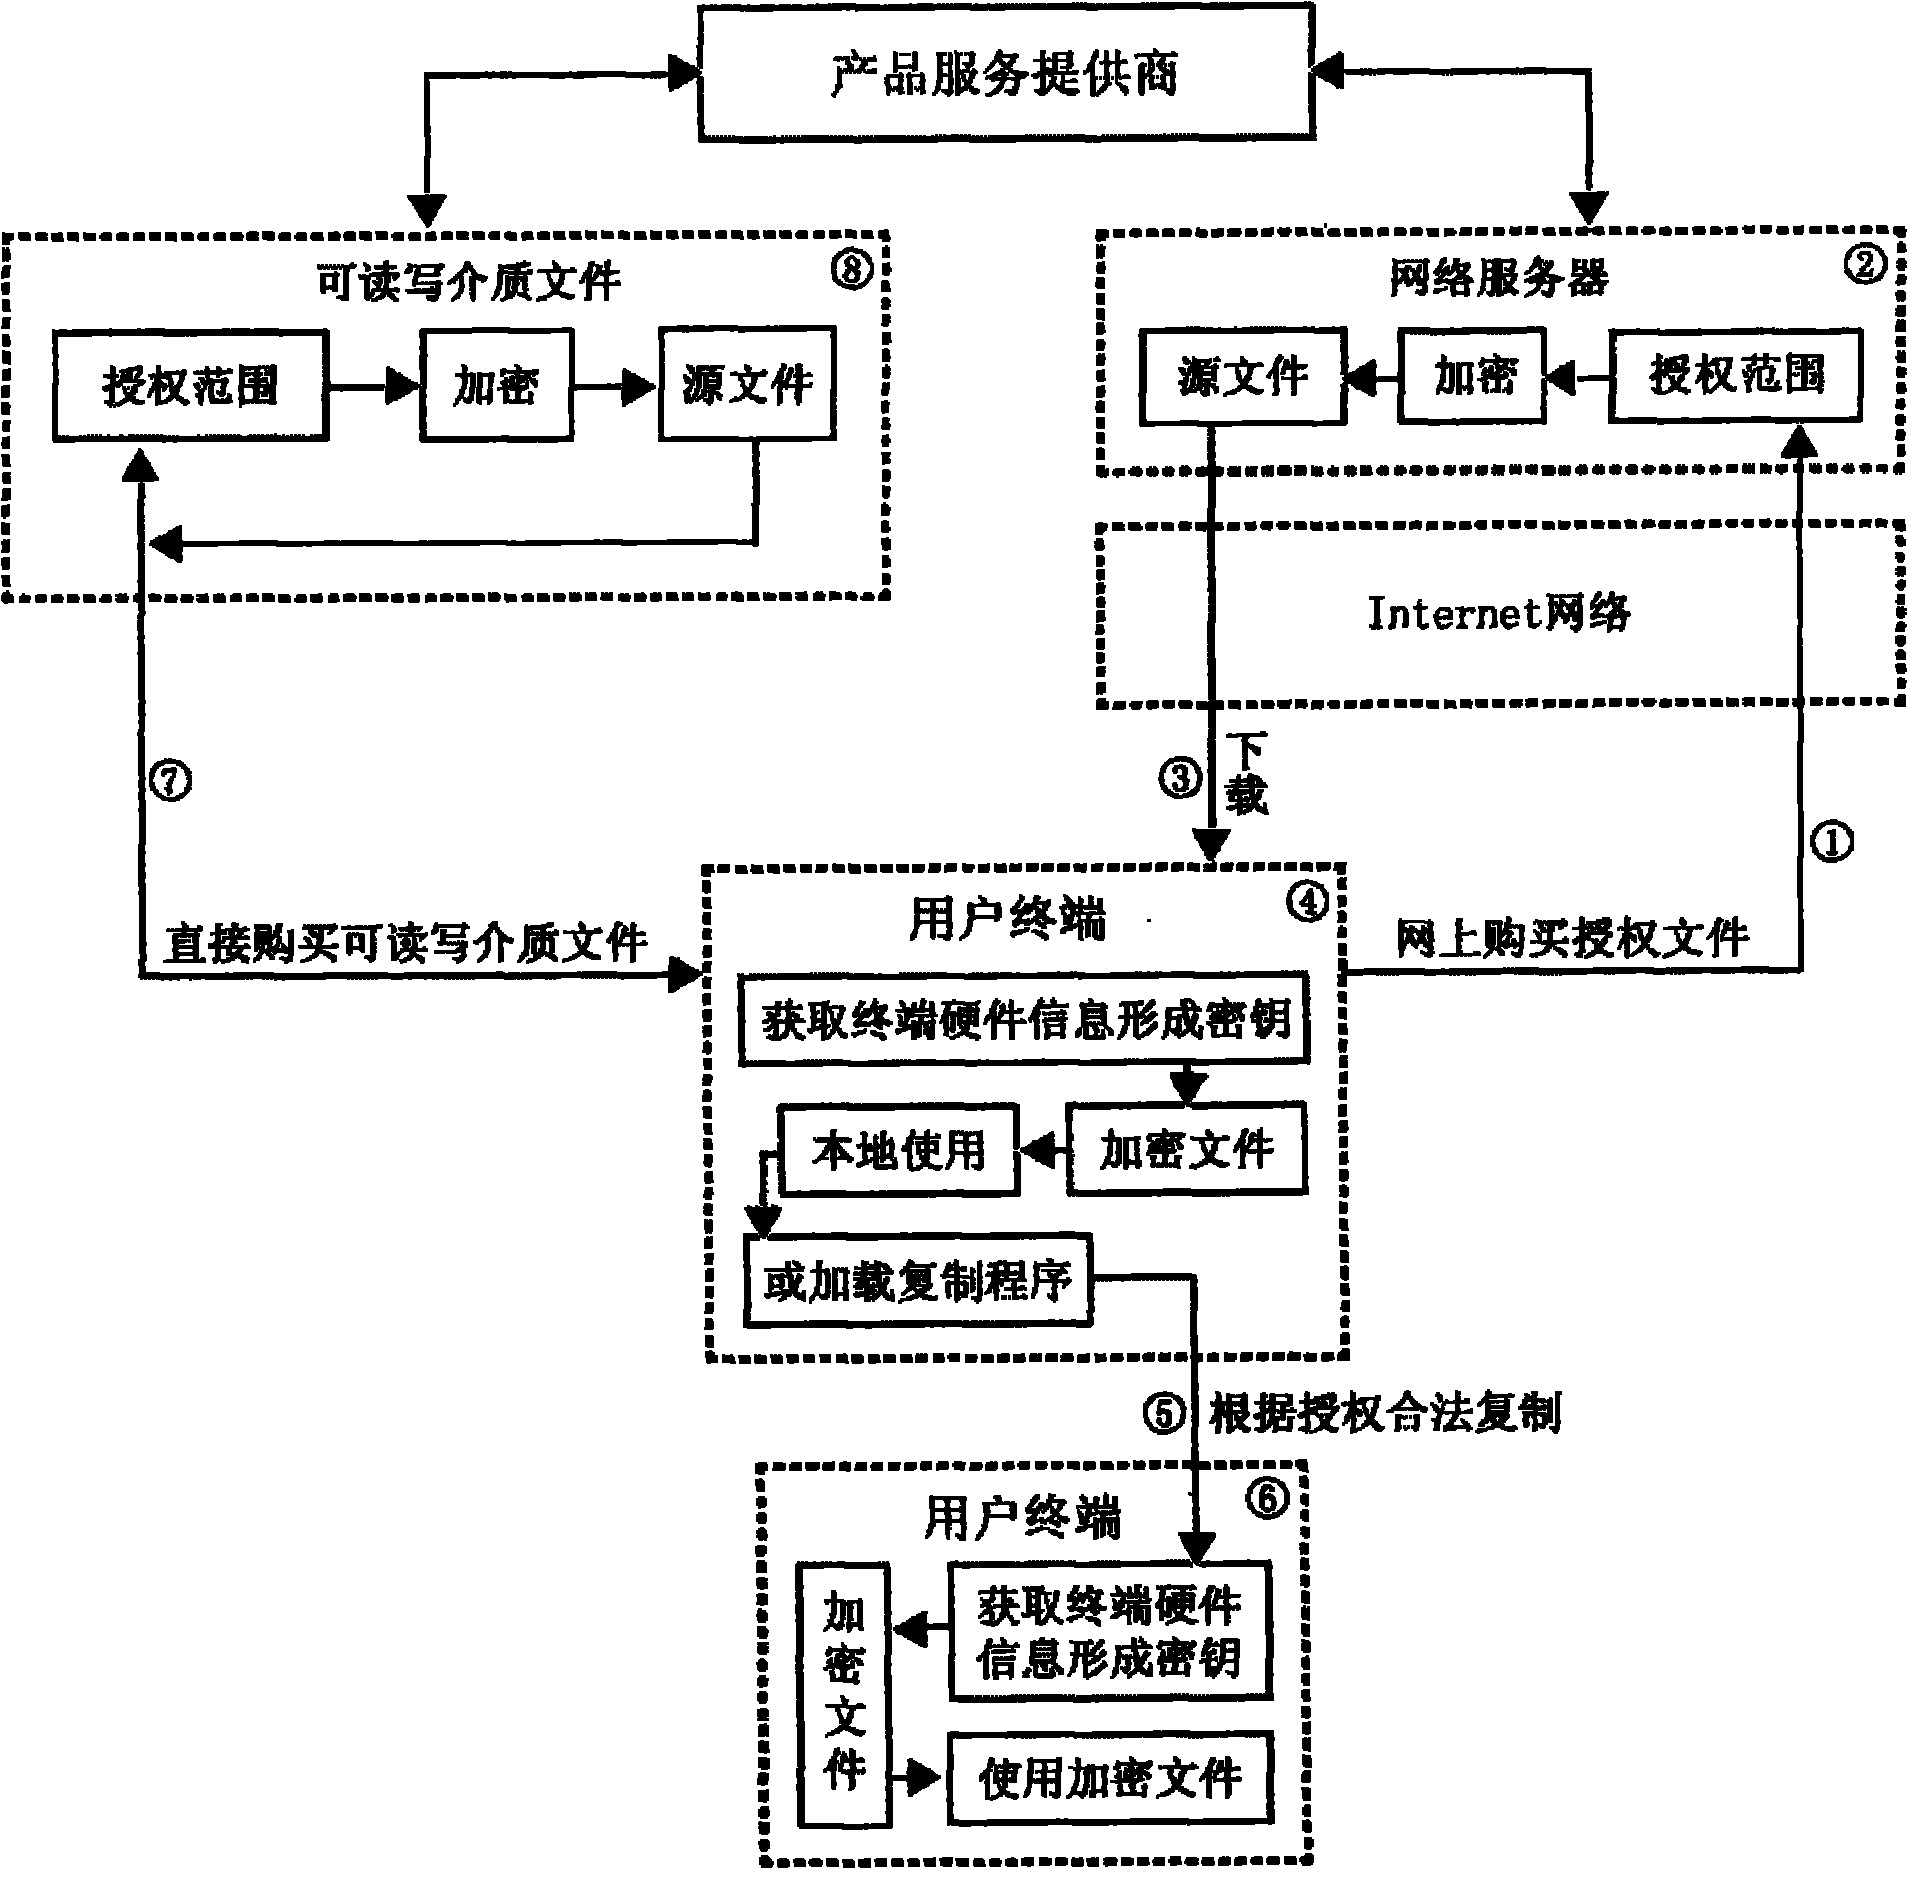 产品服务提供商
可读写介质文件
⑧
授权范围
加密
源文件
网络服务器
②
源文件
加密
授权范围
Internet网络
⑦
③
下
载
①
直接购买可读写介质文件
网上购买授权文件
用户终端
④
获取终端硬件信息形成密钥
本地使用
加密文件
或加载复制程序
⑤
根据授权合法复制
用户终端
⑥
加
密
文
件
获取终端硬件
信息形成密钥
使用加密文件